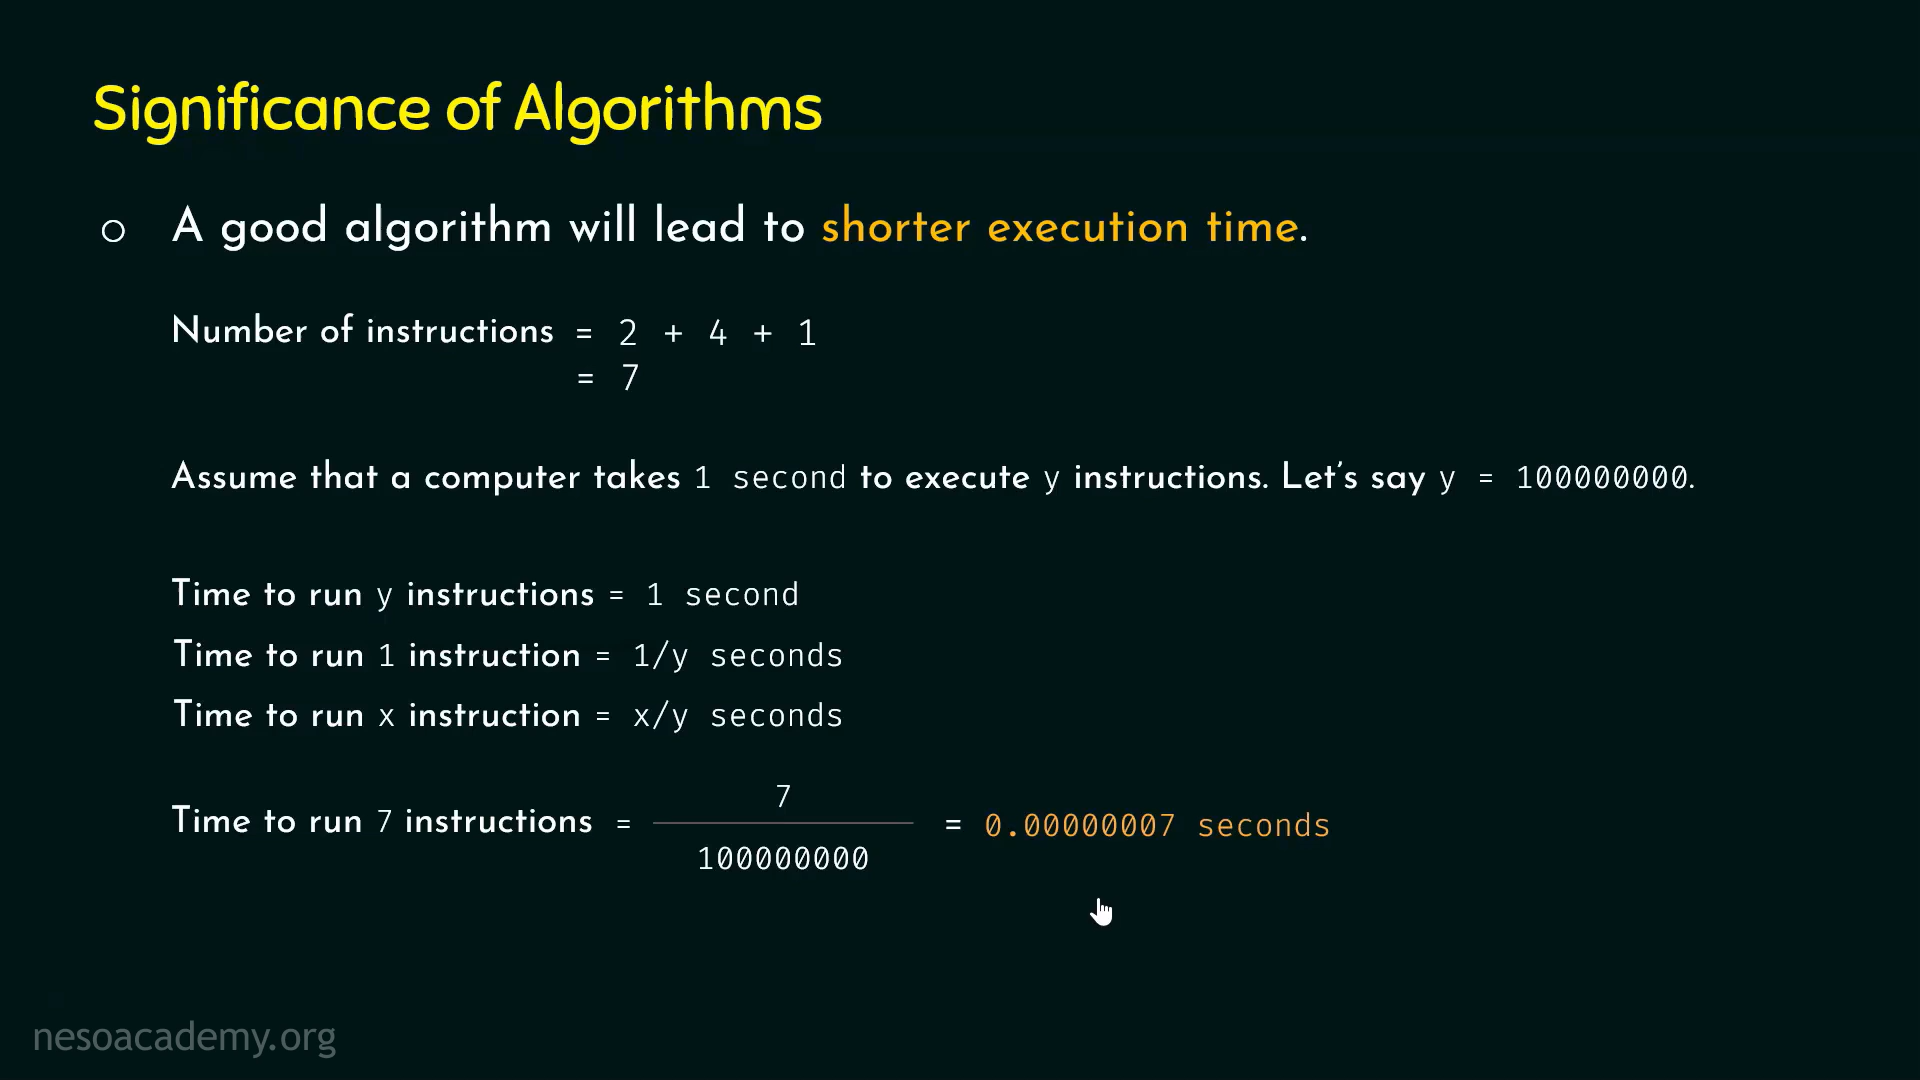 Significance of Algorithms
○ A good algorithm will lead to shorter execution time.
Number of instructions = 2 + 4 + 1
= 7
Assume that a computer takes 1 second to execute y instructions. Let's say y = 100000000.
Time to run y instructions = 1 second
Time to run 1 instruction = 1/y seconds
Time to run x instruction = x/y seconds
7
Time to run 7 instructions = = 0.00000007 seconds
100000000
nesoacademy.org